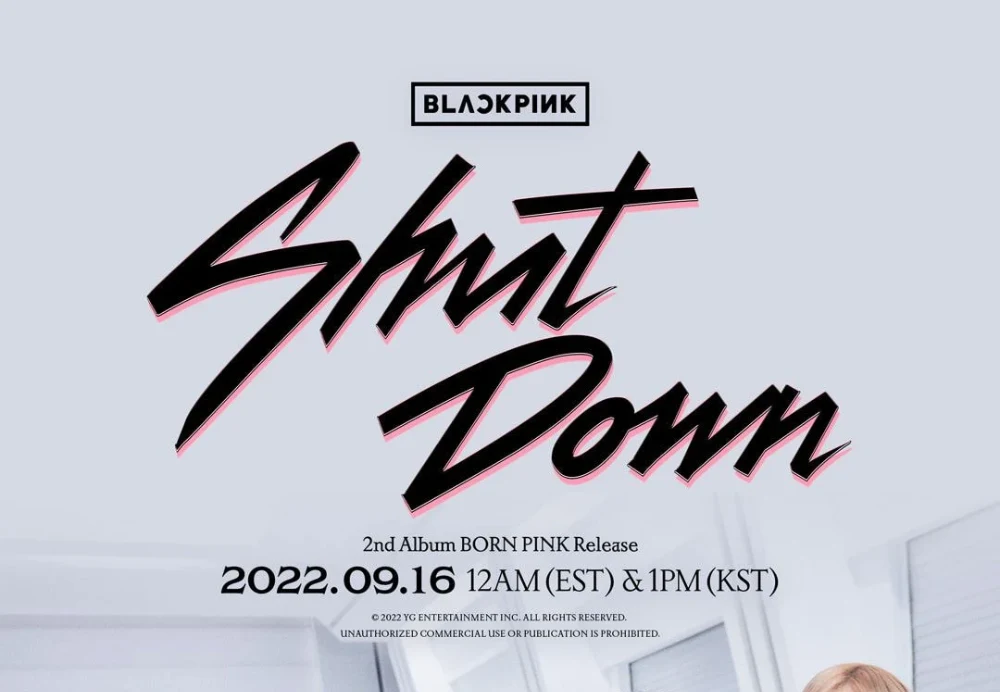 BLACKPINK
Shut
Down
2nd Album BORN PINK Release
2022.09.16 12AM (EST) & 1PM (KST)
© 2022 YG ENTERTAINMENT INC. ALL RIGHTS RESERVED.
UNAUTHORIZED COMMERCIAL USE OR PUBLICATION IS PROHIBITED.